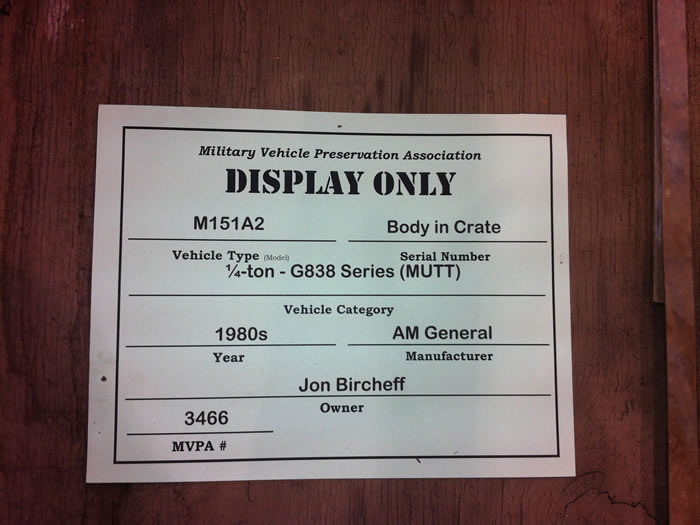 Military Vehicle Preservation Association
DISPLAY ONLY
M151A2 Body in Crate
Vehicle Type (Model) Serial Number
¼-ton - G838 Series (MUTT)
Vehicle Category
1980s AM General
Year Manufacturer
Jon Bircheff
Owner
3466
MVPA #